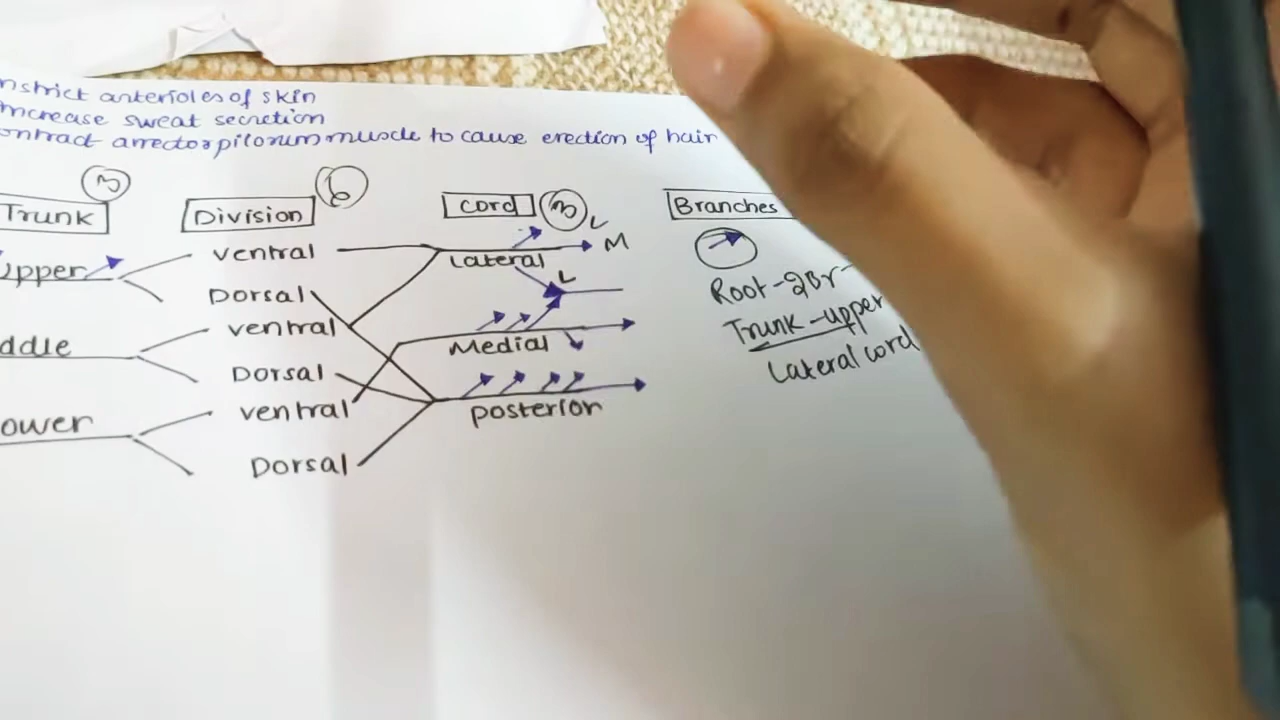 nstrict arterioles of skin
ncrease sweat secretion
ontract arrector pilorum muscle to cause erection of hair
3
6
Trunk
Division
Cord
3
Branches
L
M
upper
ventral
Lateral
Dorsal
L
Root-2Br-
ventral
Trunk-upper
ddle
Medial
Lateral cord
Dorsal
ower
ventral
posterior
Dorsal